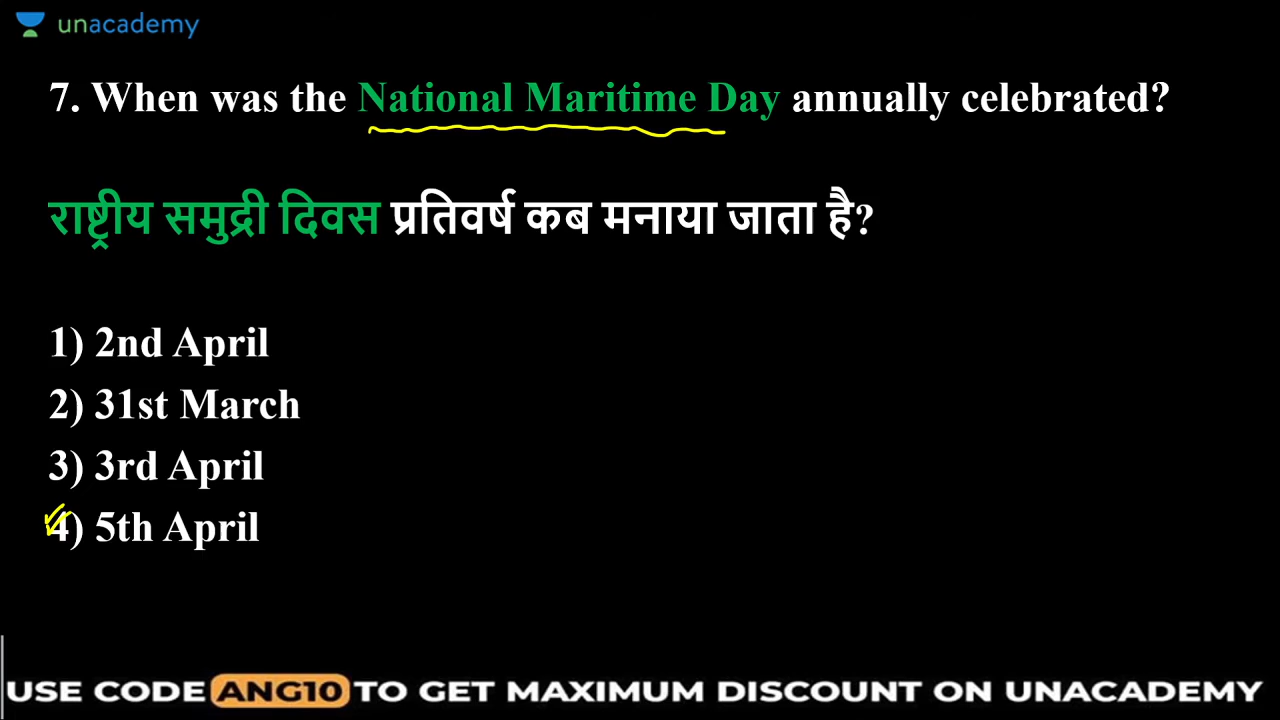 unacademy
7. When was the National Maritime Day annually celebrated?
राष्ट्रीय समुद्री दिवस प्रतिवर्ष कब मनाया जाता है?
1) 2nd April
2) 31st March
3) 3rd April
4) 5th April
USE CODE ANG10 TO GET MAXIMUM DISCOUNT ON UNACADEMY